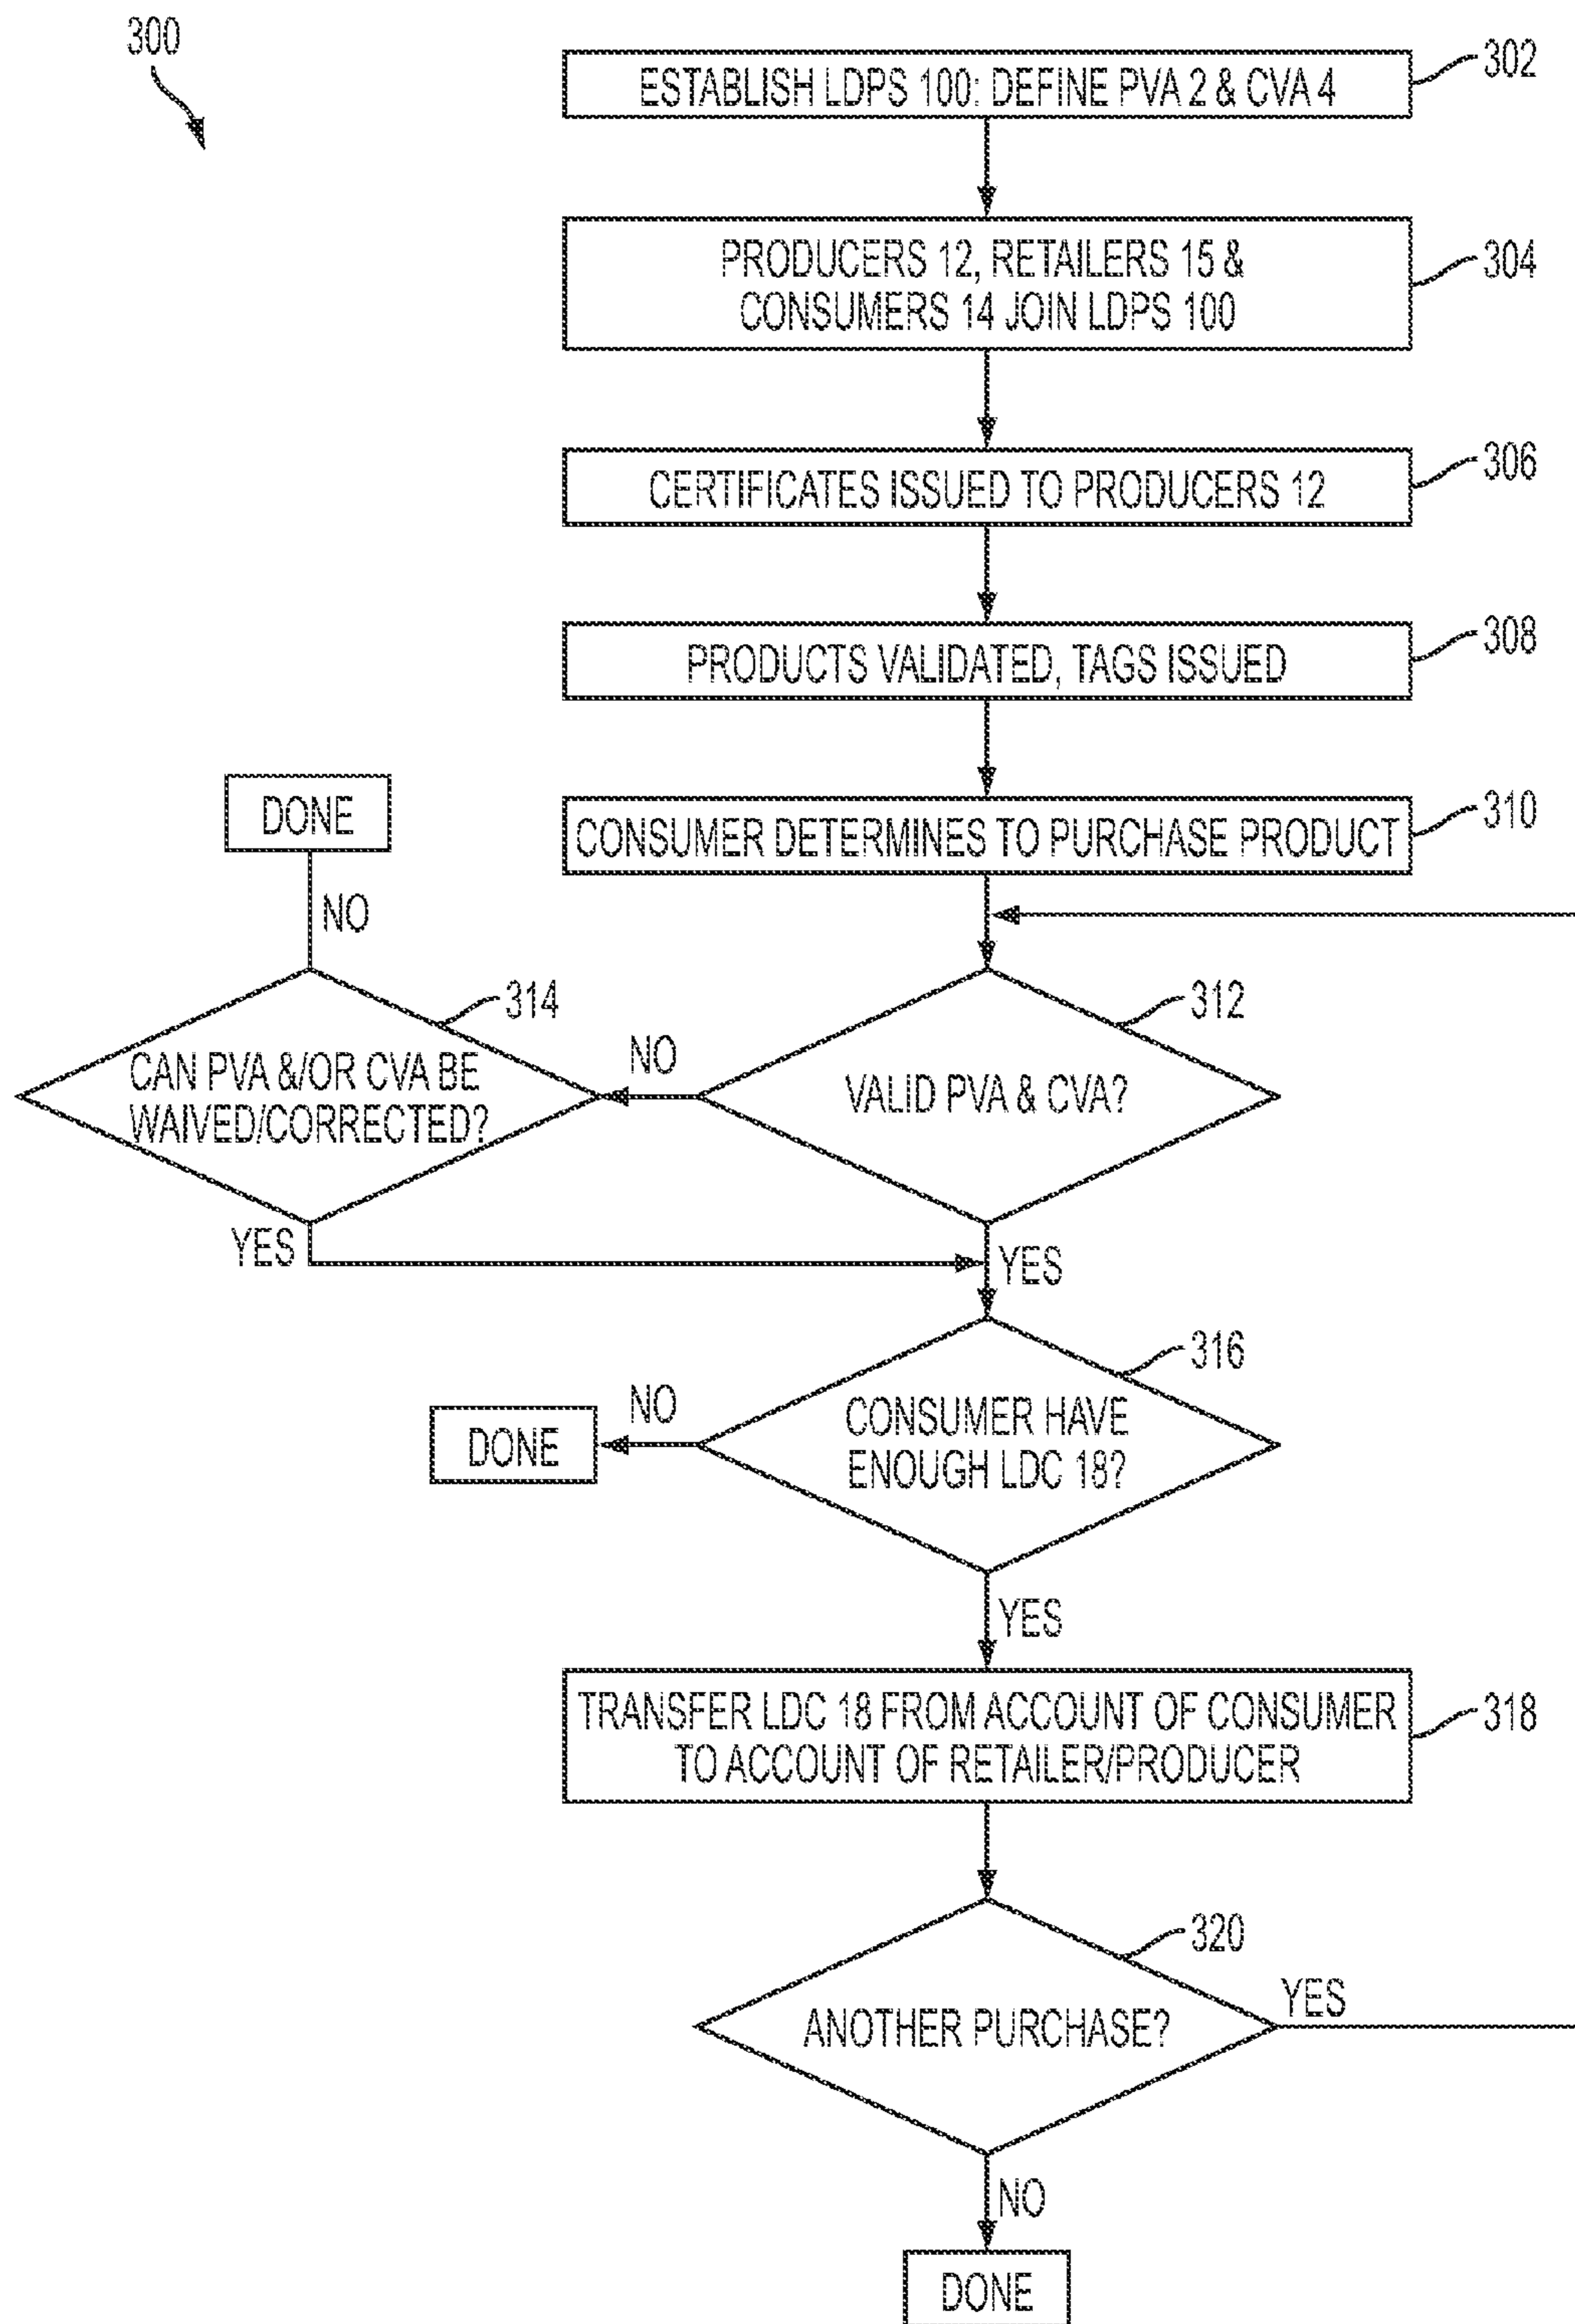 300
ESTABLISH LDPS 100: DEFINE PVA 2 & CVA 4
302
PRODUCERS 12, RETAILERS 15 &
CONSUMERS 14 JOIN LDPS 100
304
CERTIFICATES ISSUED TO PRODUCERS 12
306
PRODUCTS VALIDATED, TAGS ISSUED
308
DONE
CONSUMER DETERMINES TO PURCHASE PRODUCT
310
NO
314
CAN PVA &/OR CVA BE
WAIVED/CORRECTED?
NO
312
VALID PVA & CVA?
YES
YES
316
CONSUMER HAVE
ENOUGH LDC 18?
NO
DONE
YES
TRANSFER LDC 18 FROM ACCOUNT OF CONSUMER
TO ACCOUNT OF RETAILER/PRODUCER
318
320
ANOTHER PURCHASE?
YES
NO
DONE